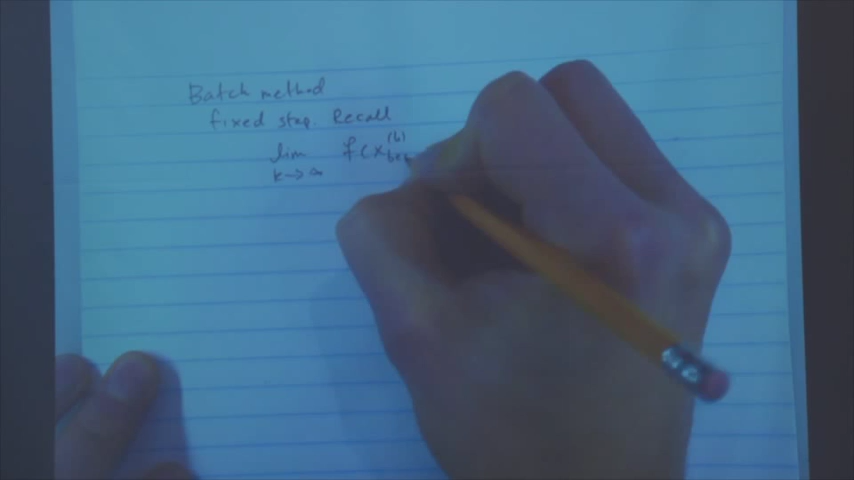 Batch method
fixed step. Recall
lim f(x^(b)
k→∞